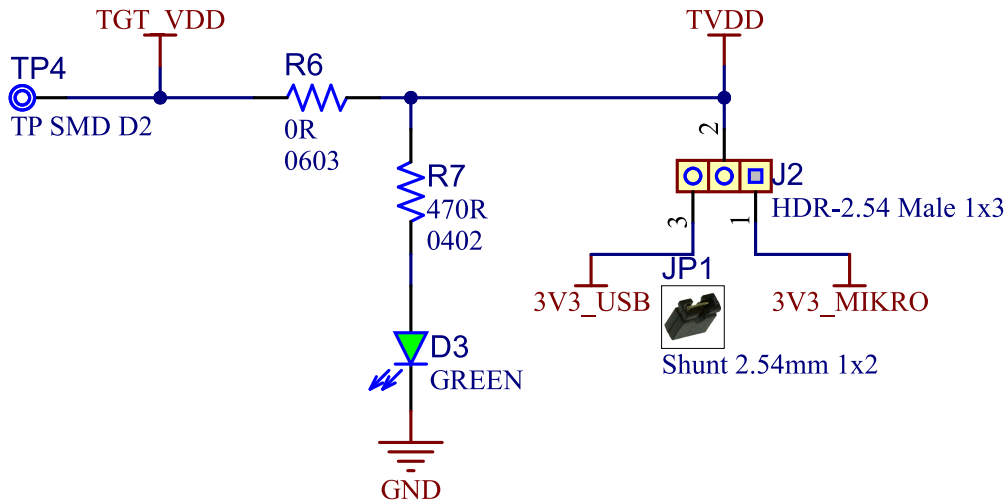 TGT_VDD
TVDD
TP4
TP SMD D2
R6
0R
0603
2
R7
470R
0402
J2
HDR-2.54 Male 1x3
3
1
3V3_USB
JP1
3V3_MIKRO
Shunt 2.54mm 1x2
D3
GREEN
GND